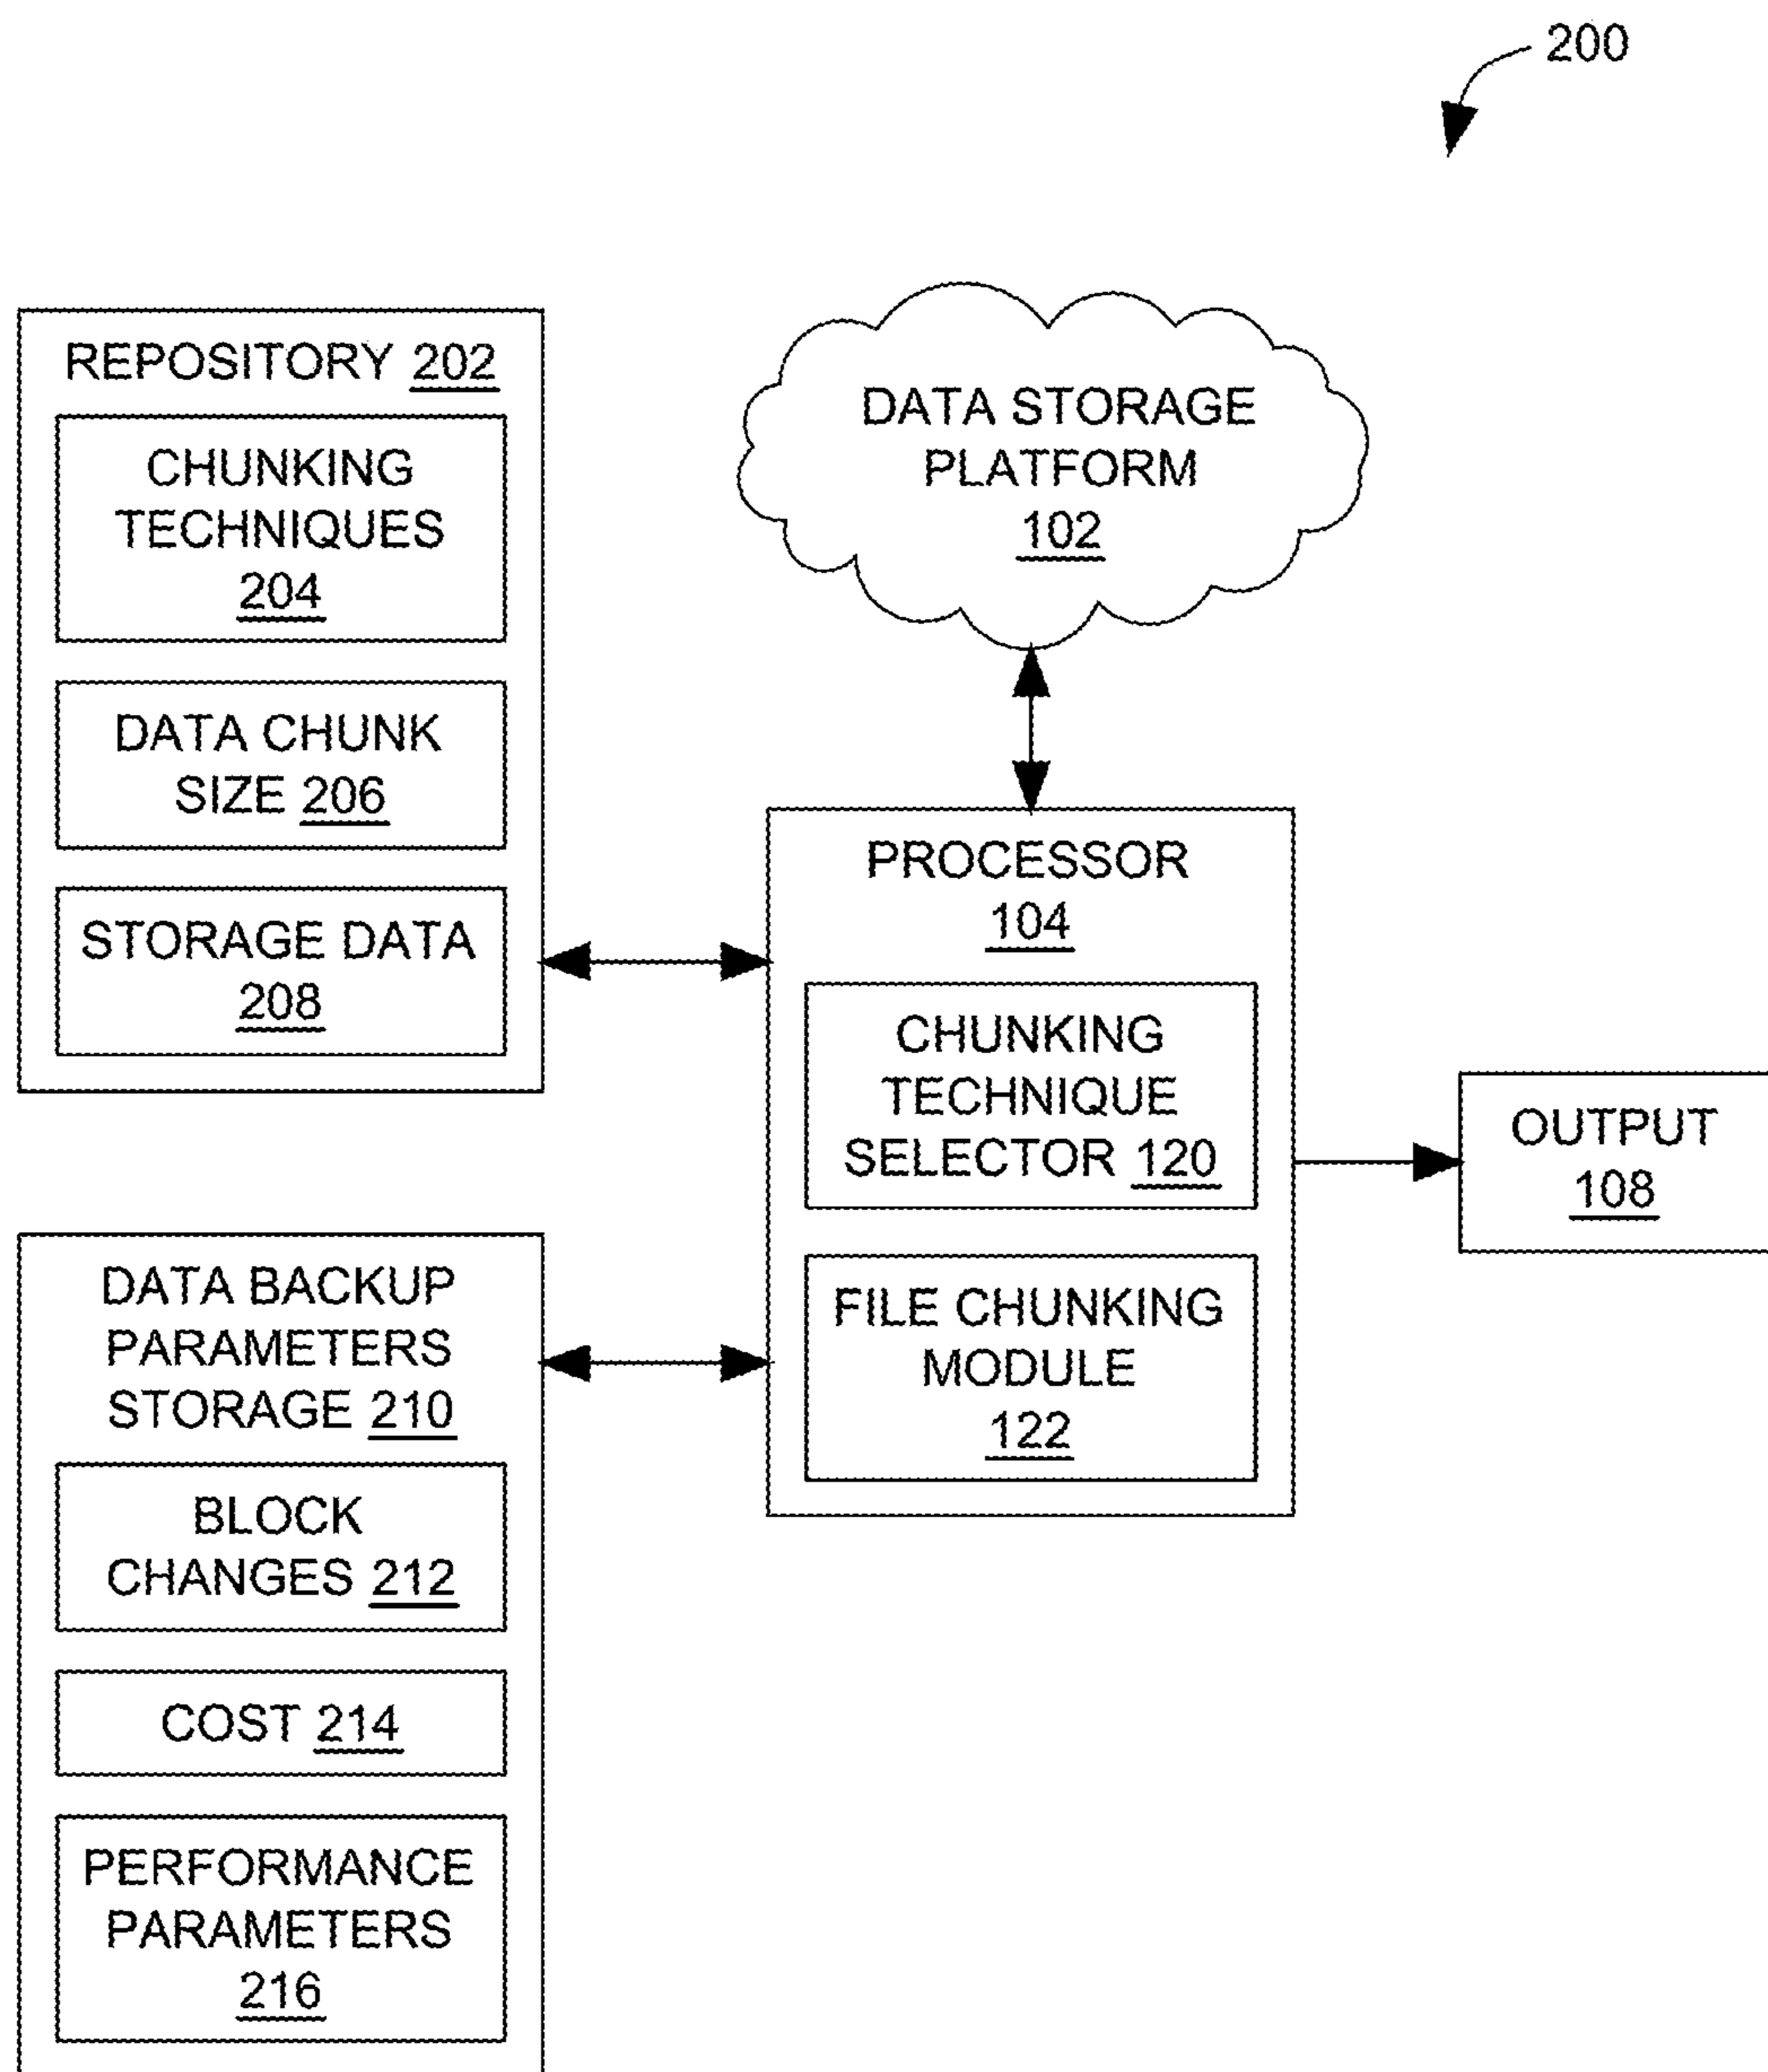 200
REPOSITORY 202
CHUNKING
TECHNIQUES
204
DATA CHUNK
SIZE 206
STORAGE DATA
208
DATA STORAGE
PLATFORM
102
PROCESSOR
104
CHUNKING
TECHNIQUE
SELECTOR 120
FILE CHUNKING
MODULE
122
OUTPUT
108
DATA BACKUP
PARAMETERS
STORAGE 210
BLOCK
CHANGES 212
COST 214
PERFORMANCE
PARAMETERS
216